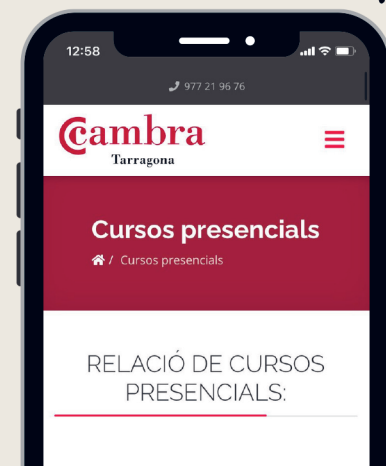 12:58
977 21 96 76
Cambra
Tarragona
Cursos presencials
/ Cursos presencials
RELACIÓ DE CURSOS
PRESENCIALS: